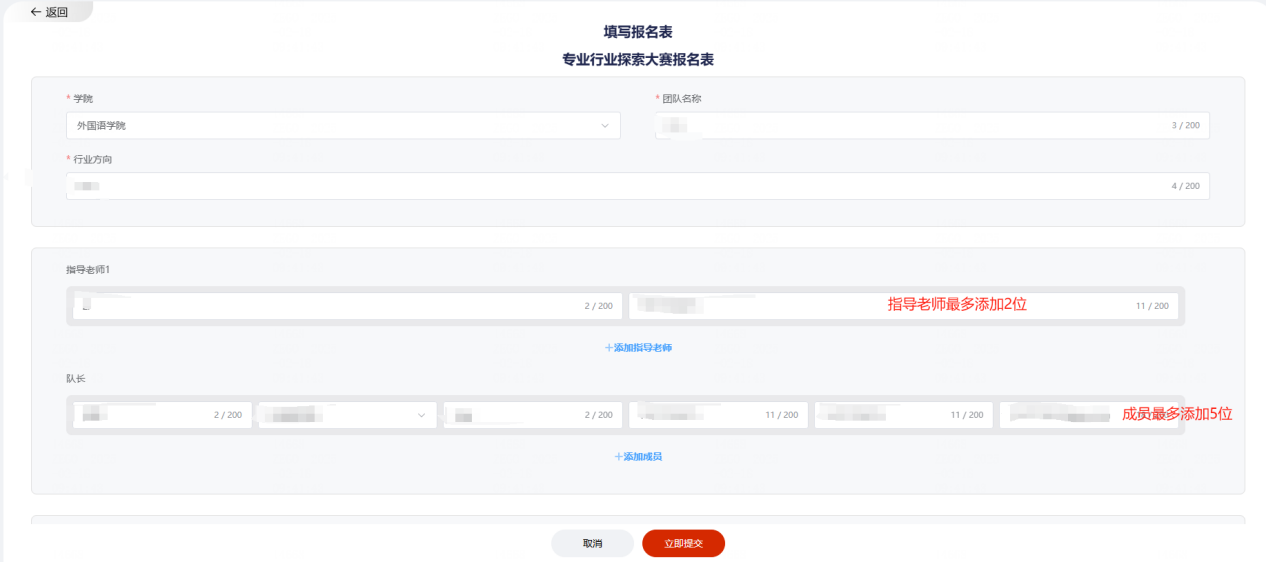 返回
填写报名表
专业行业探索大赛报名表
* 学院
* 团队名称
外国语学院
3 / 200
* 行业方向
4 / 200
指导老师1
2 / 200
指导老师最多添加2位
11 / 200
+添加指导老师
队长
2 / 200
2 / 200
11 / 200
11 / 200
成员最多添加5位
+添加成员
取消
立即提交